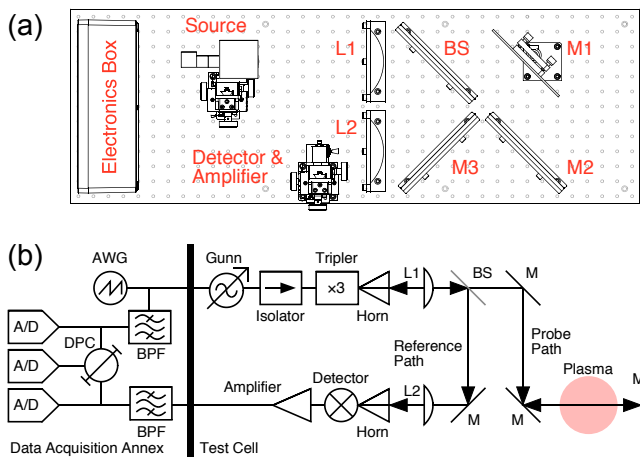 (a)
Source
L1
BS
M1
Electronics Box
L2
Detector &
Amplifier
M3
M2
(b)
AWG
Gunn
Tripler
L1
BS
M
×3
Isolator
Horn
A/D
DPC
BPF
Reference
Path
Probe
Path
Plasma
A/D
Amplifier
Detector
L2
M
M
M
A/D
Horn
BPF
Data Acquisition Annex
Test Cell